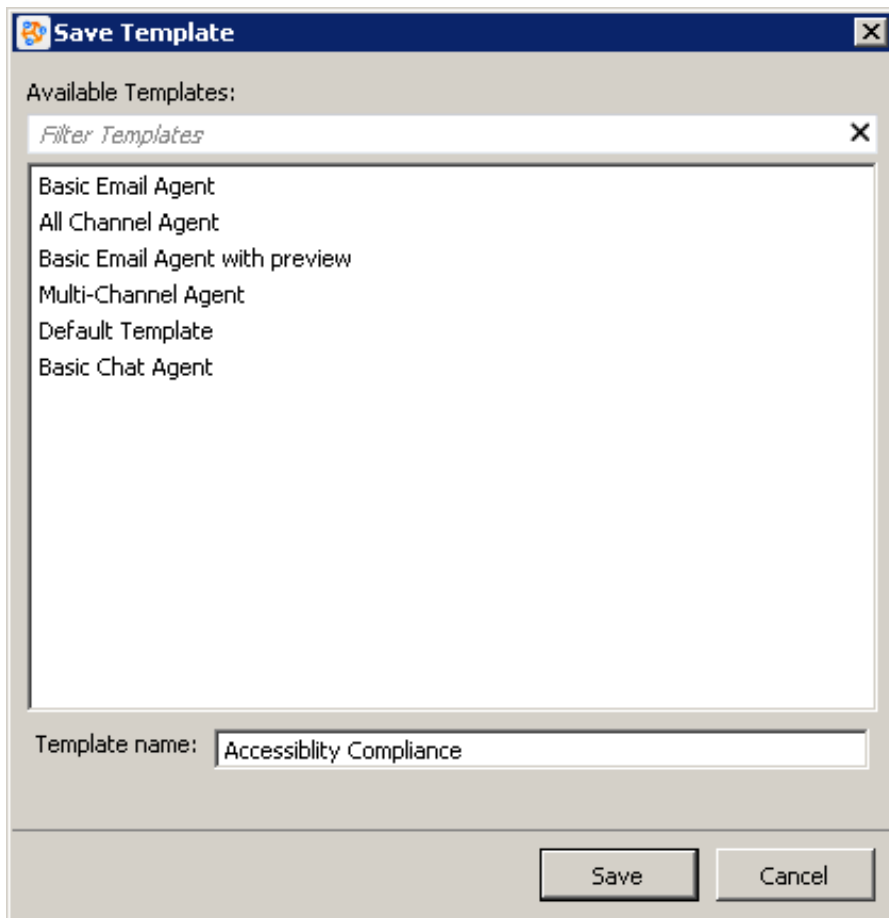 Save Template
Available Templates:
Filter Templates
Basic Email Agent
All Channel Agent
Basic Email Agent with preview
Multi-Channel Agent
Default Template
Basic Chat Agent
Template name: Accessiblity Compliance
Save Cancel